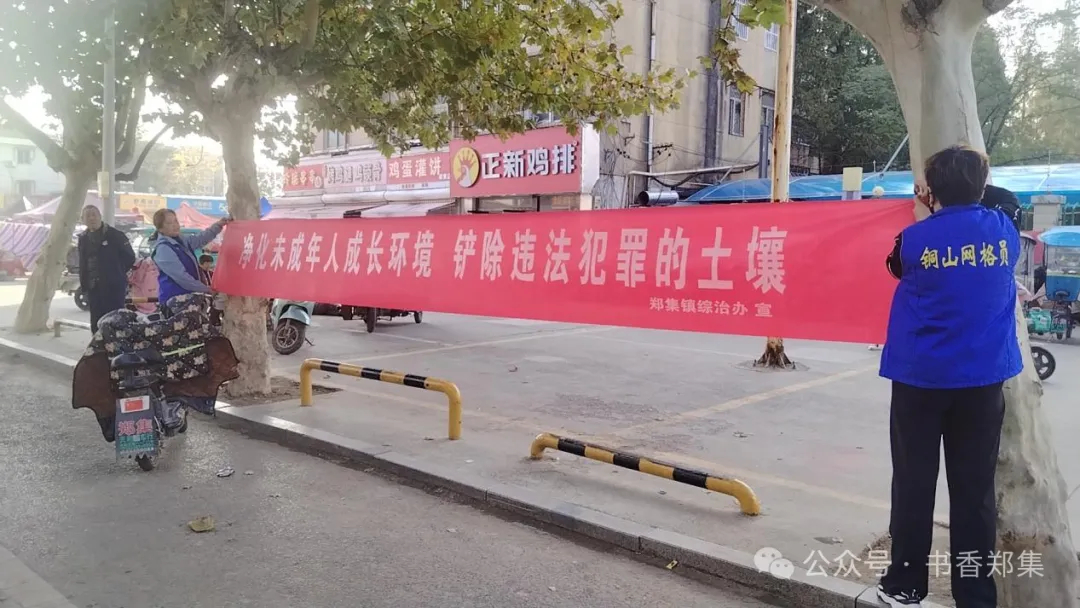 鸡蛋灌饼
正新鸡排
净化未成年人成长环境 铲除违法犯罪的土壤
郑集镇综治办 宣
铜山网格员
郑集
公众号·书香郑集